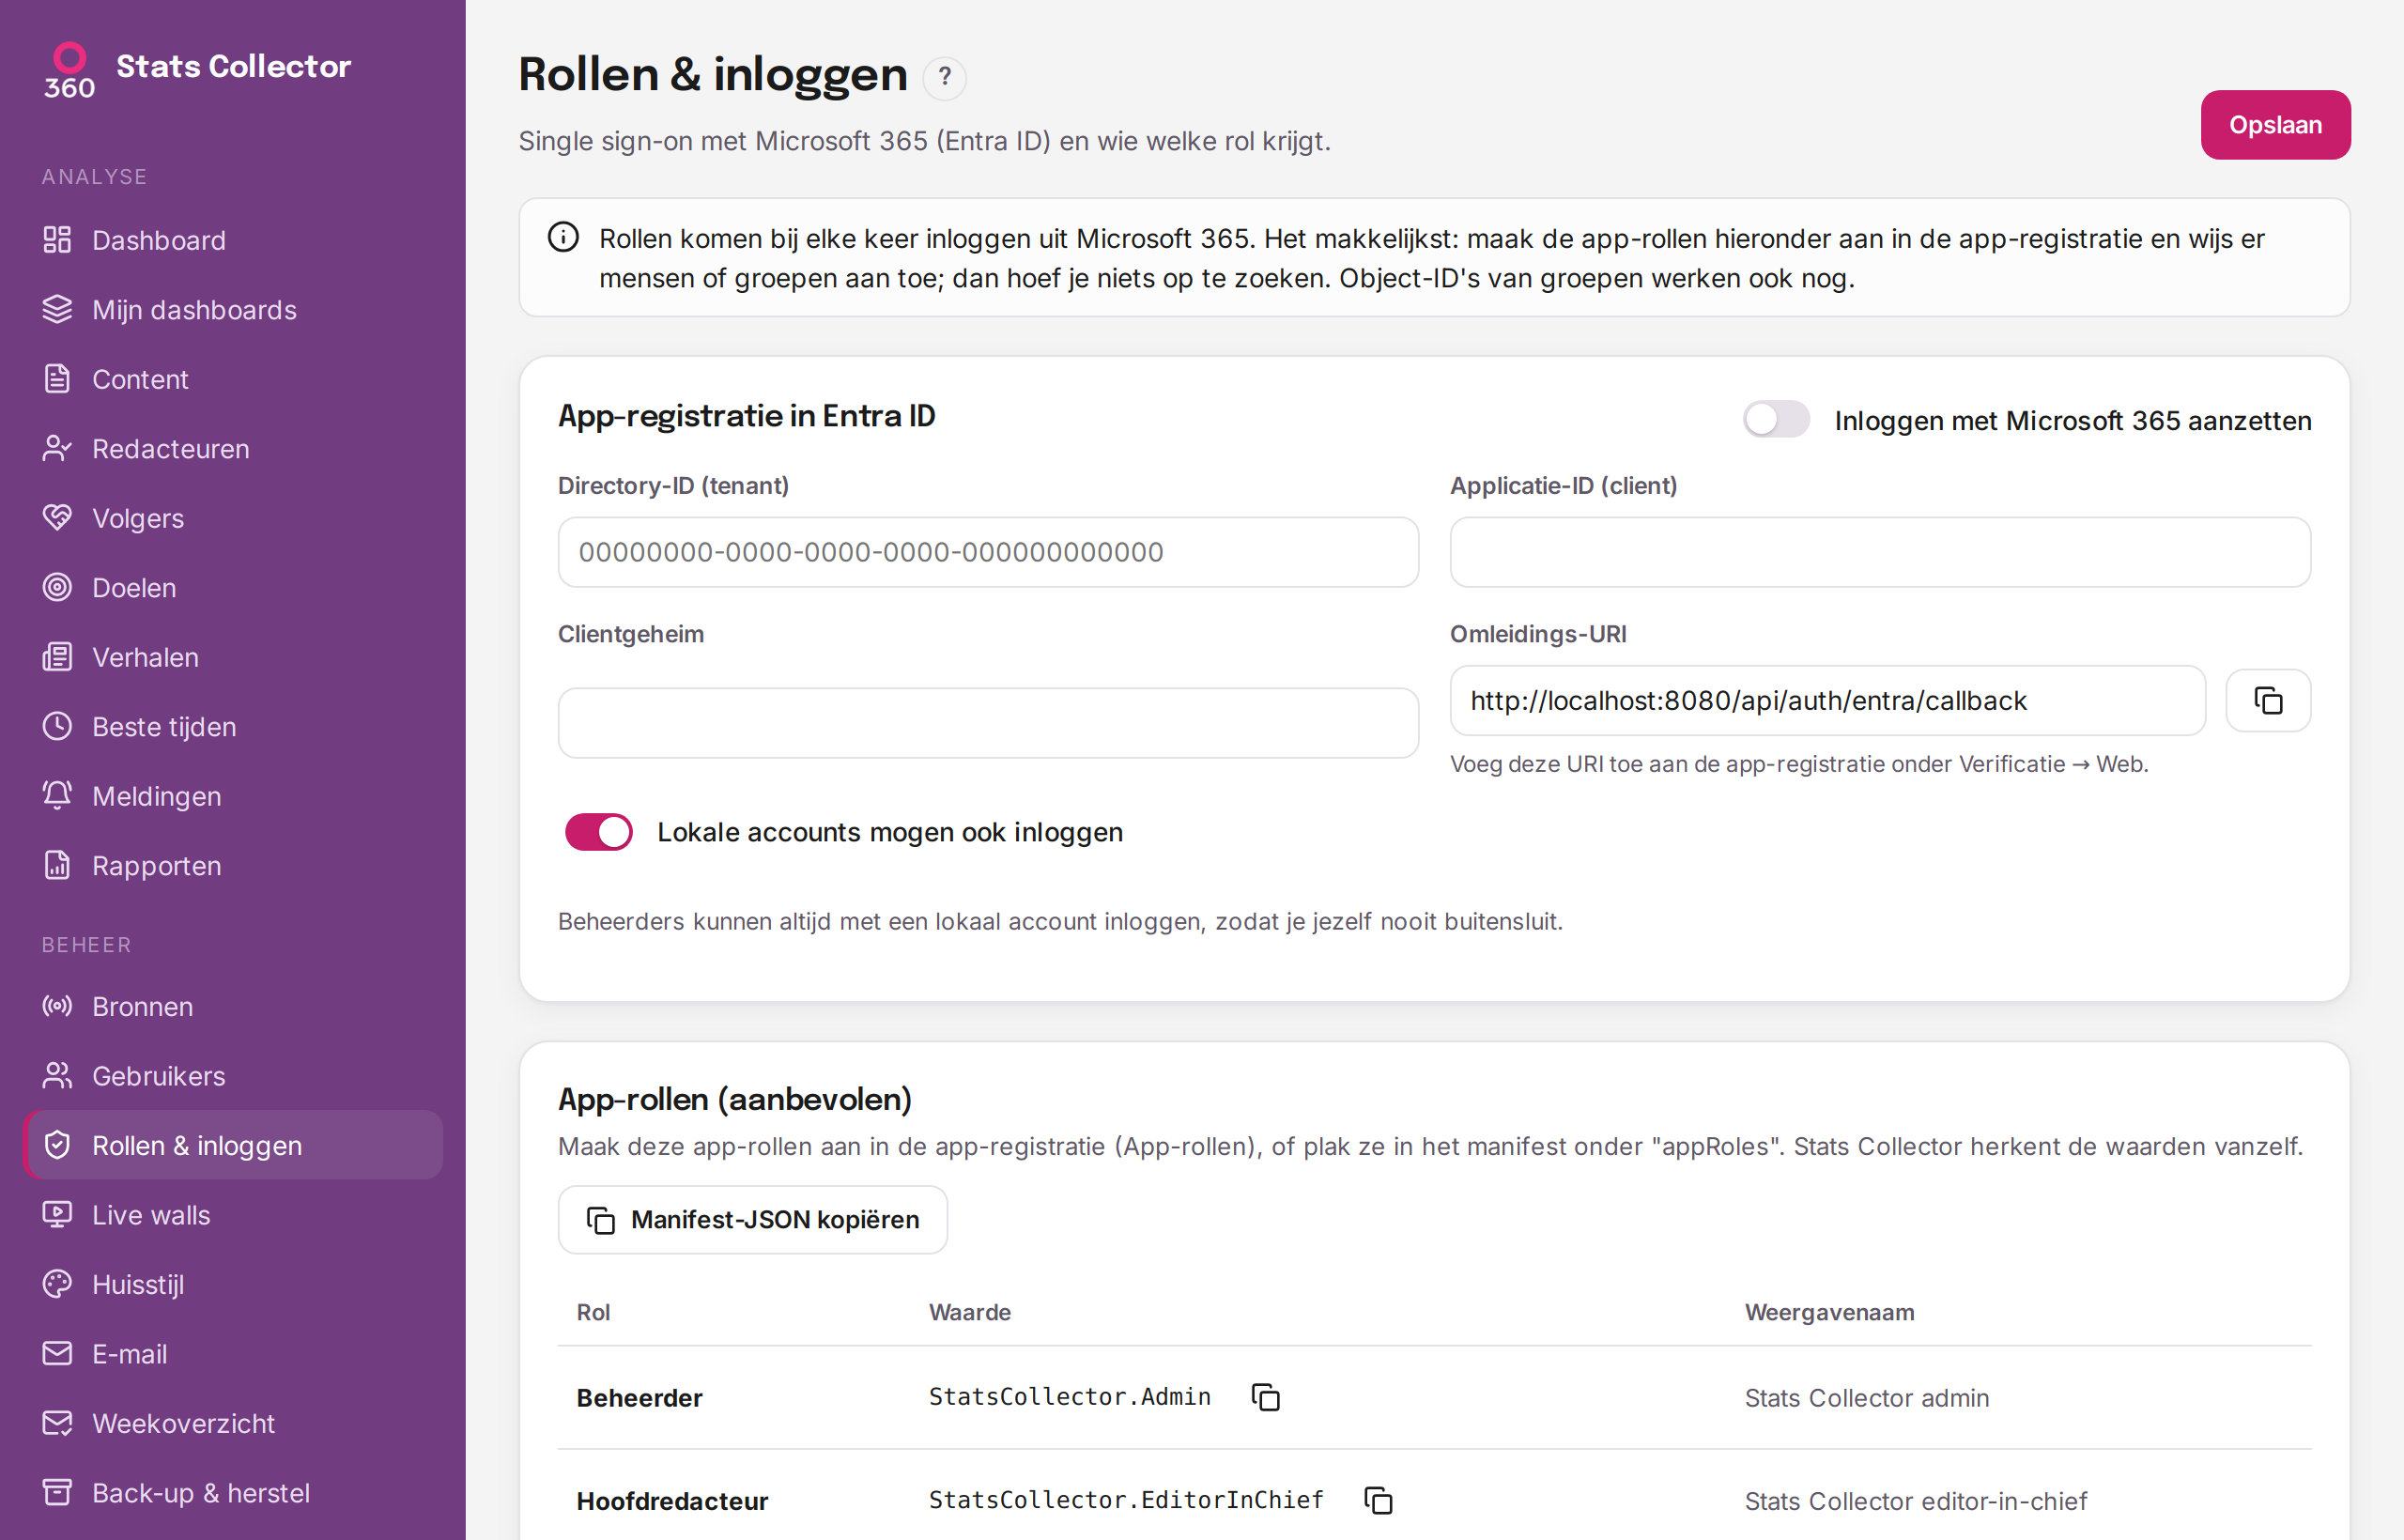 360
Stats Collector
ANALYSE
Dashboard
Mijn dashboards
Content
Redacteuren
Volgers
Doelen
Verhalen
Beste tijden
Meldingen
Rapporten
BEHEER
Bronnen
Gebruikers
Rollen & inloggen
Live walls
Huisstijl
E-mail
Weekoverzicht
Back-up & herstel
Rollen & inloggen ?
Single sign-on met Microsoft 365 (Entra ID) en wie welke rol krijgt.
Opslaan
Rollen komen bij elke keer inloggen uit Microsoft 365. Het makkelijkst: maak de app-rollen hieronder aan in de app-registratie en wijs er
mensen of groepen aan toe; dan hoef je niets op te zoeken. Object-ID's van groepen werken ook nog.
App-registratie in Entra ID
Inloggen met Microsoft 365 aanzetten
Directory-ID (tenant)
Applicatie-ID (client)
00000000-0000-0000-0000-000000000000
Clientgeheim
Omleidings-URI
http://localhost:8080/api/auth/entra/callback
Voeg deze URI toe aan de app-registratie onder Verificatie → Web.
Lokale accounts mogen ook inloggen
Beheerders kunnen altijd met een lokaal account inloggen, zodat je jezelf nooit buitensluit.
App-rollen (aanbevolen)
Maak deze app-rollen aan in de app-registratie (App-rollen), of plak ze in het manifest onder "appRoles". Stats Collector herkent de waarden vanzelf.
Manifest-JSON kopiëren
Rol Waarde Weergavenaam
Beheerder StatsCollector.Admin Stats Collector admin
Hoofdredacteur StatsCollector.EditorInChief Stats Collector editor-in-chief